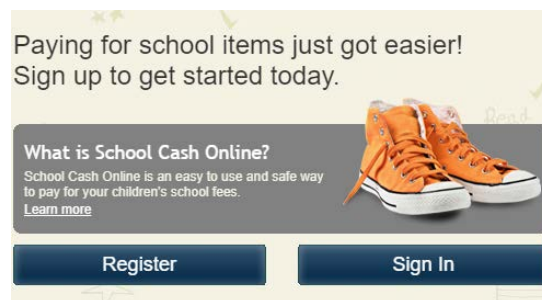 Paying for school items just got easier!
Sign up to get started today.
Read
What is School Cash Online?
School Cash Online is an easy to use and safe way
to pay for your children's school fees.
Learn more
Register
Sign In